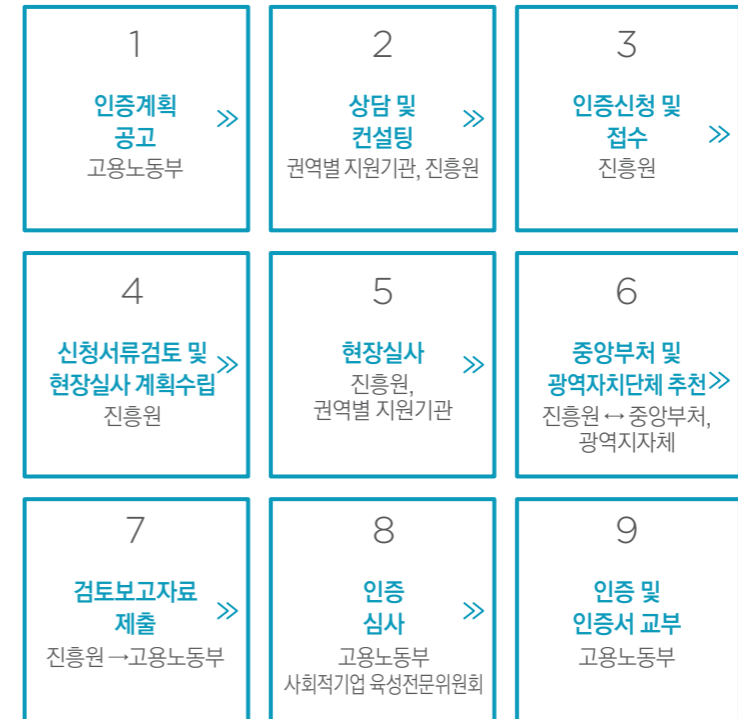 1
인증계획
공고
고용노동부
2
상담 및
컨설팅
권역별 지원기관, 진흥원
3
인증신청 및
접수
진흥원
4
신청서류검토 및
현장실사 계획수립
진흥원
5
현장실사
진흥원,
권역별 지원기관
6
중앙부처 및
광역자치단체 추천
진흥원 ↔ 중앙부처,
광역지자체
7
검토보고자료
제출
진흥원 →고용노동부
8
인증
심사
고용노동부
사회적기업 육성전문위원회
9
인증 및
인증서 교부
고용노동부